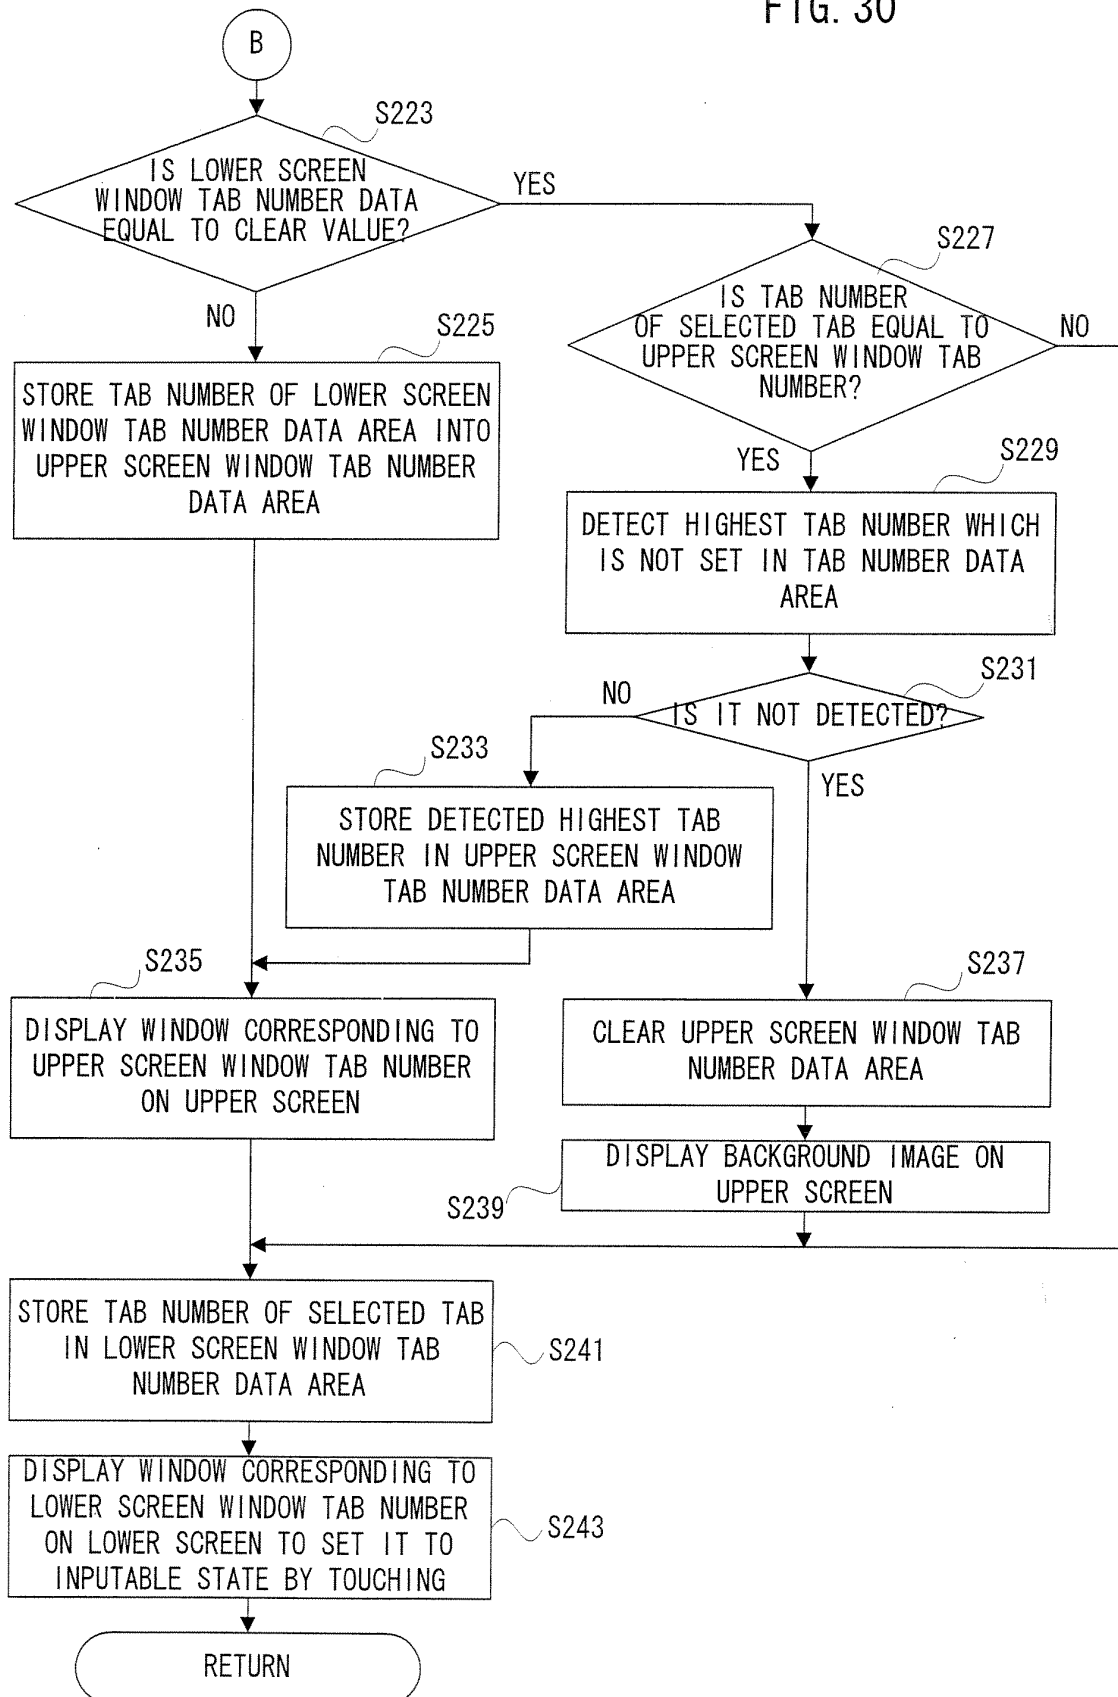 FIG. 30
B
S223
IS LOWER SCREEN
WINDOW TAB NUMBER DATA
EQUAL TO CLEAR VALUE?
YES
NO
S227
IS TAB NUMBER
OF SELECTED TAB EQUAL TO
UPPER SCREEN WINDOW TAB
NUMBER?
NO
YES
S225
STORE TAB NUMBER OF LOWER SCREEN
WINDOW TAB NUMBER DATA AREA INTO
UPPER SCREEN WINDOW TAB NUMBER
DATA AREA
S229
DETECT HIGHEST TAB NUMBER WHICH
IS NOT SET IN TAB NUMBER DATA
AREA
S231
IS IT NOT DETECTED?
NO
YES
S233
STORE DETECTED HIGHEST TAB
NUMBER IN UPPER SCREEN WINDOW
TAB NUMBER DATA AREA
S235
DISPLAY WINDOW CORRESPONDING TO
UPPER SCREEN WINDOW TAB NUMBER
ON UPPER SCREEN
S237
CLEAR UPPER SCREEN WINDOW TAB
NUMBER DATA AREA
DISPLAY BACKGROUND IMAGE ON
UPPER SCREEN
S239
STORE TAB NUMBER OF SELECTED TAB
IN LOWER SCREEN WINDOW TAB
NUMBER DATA AREA
S241
DISPLAY WINDOW CORRESPONDING TO
LOWER SCREEN WINDOW TAB NUMBER
ON LOWER SCREEN TO SET IT TO
INPUTABLE STATE BY TOUCHING
S243
RETURN